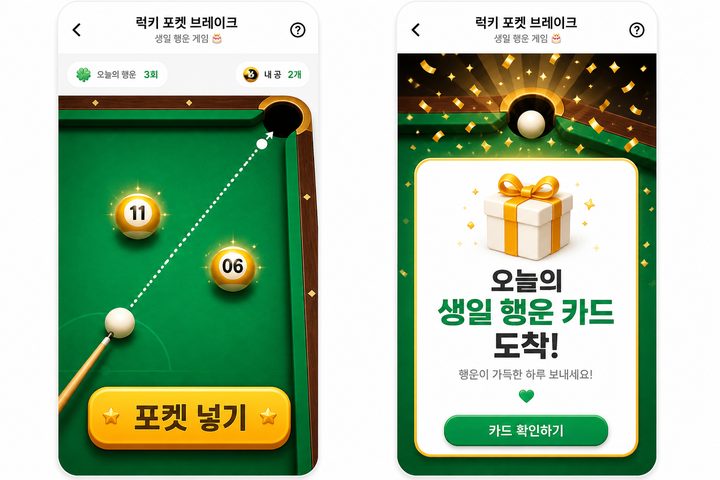 럭키 포켓 브레이크
생일 행운 게임
오늘의 행운 3회
내 공 2개
11
06
포켓 넣기
럭키 포켓 브레이크
생일 행운 게임
오늘의
생일 행운 카드
도착!
행운이 가득한 하루 보내세요!
카드 확인하기